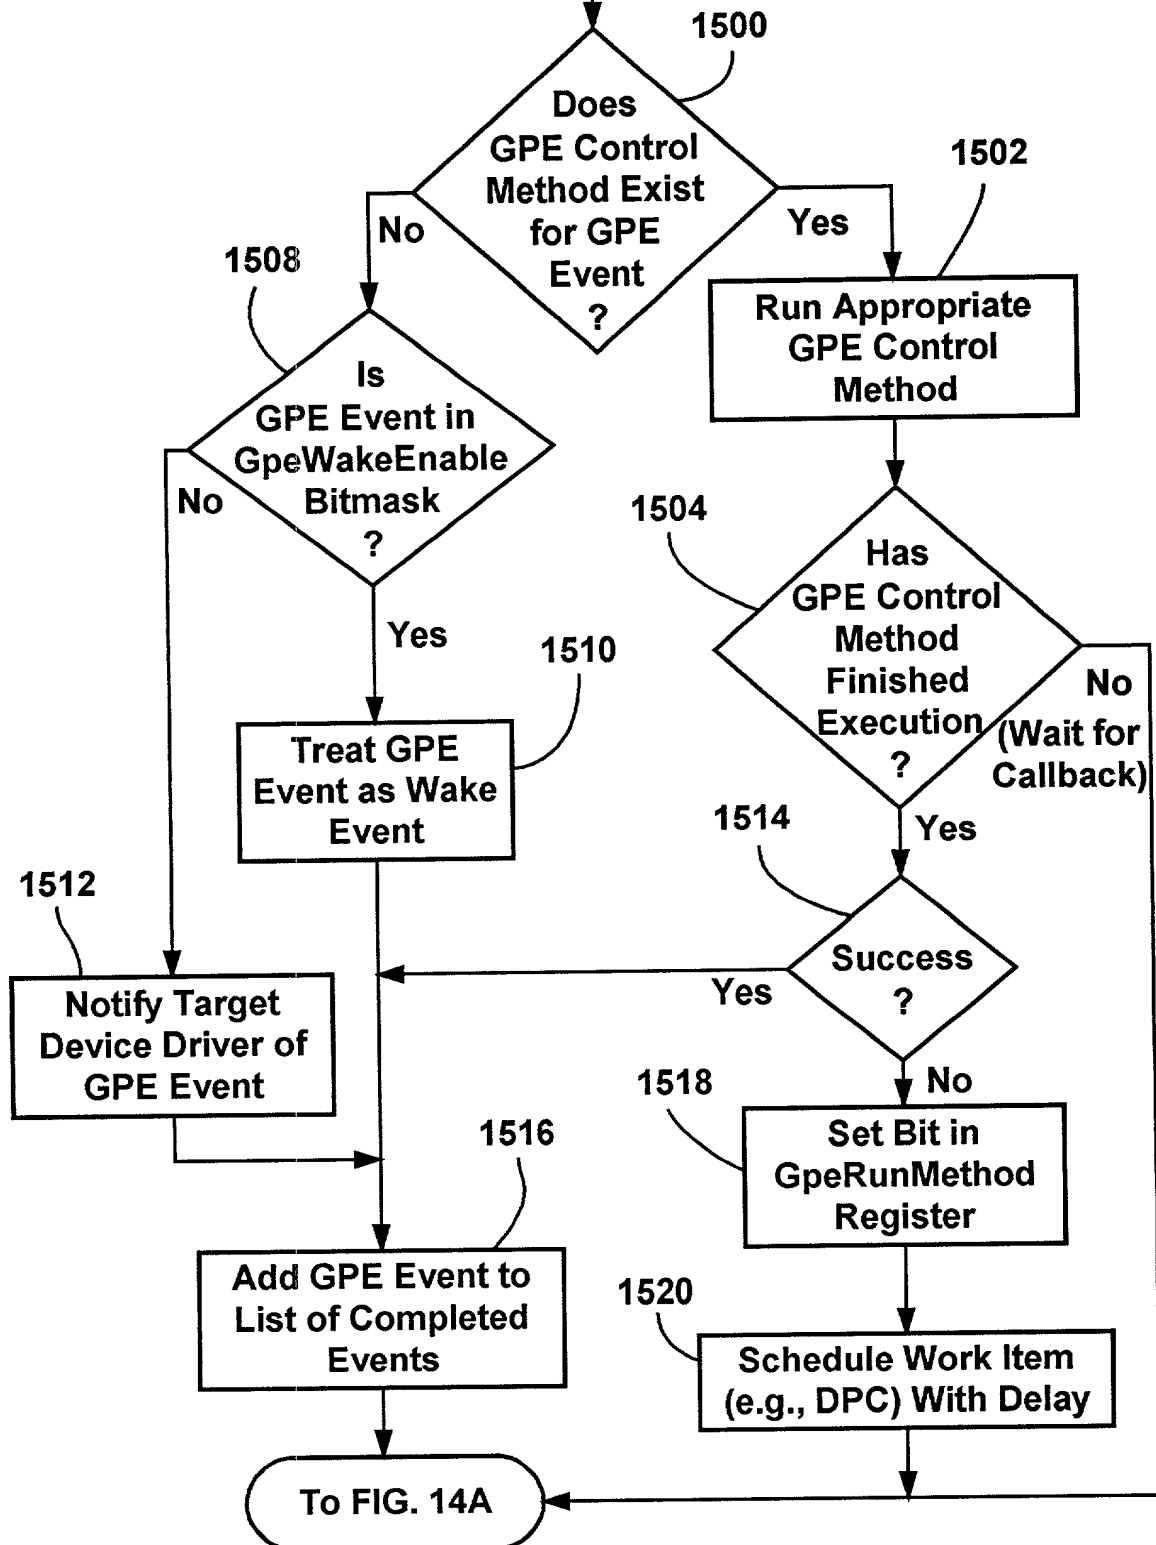 1500
Does
GPE Control
Method Exist
for GPE
Event
?
No
Yes
1502
Run Appropriate
GPE Control
Method
1508
Is
GPE Event in
GpeWakeEnable
Bitmask
?
No
Yes
1504
Has
GPE Control
Method
Finished
Execution
?
No
(Wait for
Callback)
Yes
1510
Treat GPE
Event as Wake
Event
1514
Success
?
Yes
No
1512
Notify Target
Device Driver of
GPE Event
1518
Set Bit in
GpeRunMethod
Register
1516
Add GPE Event to
List of Completed
Events
1520
Schedule Work Item
(e.g., DPC) With Delay
To FIG. 14A